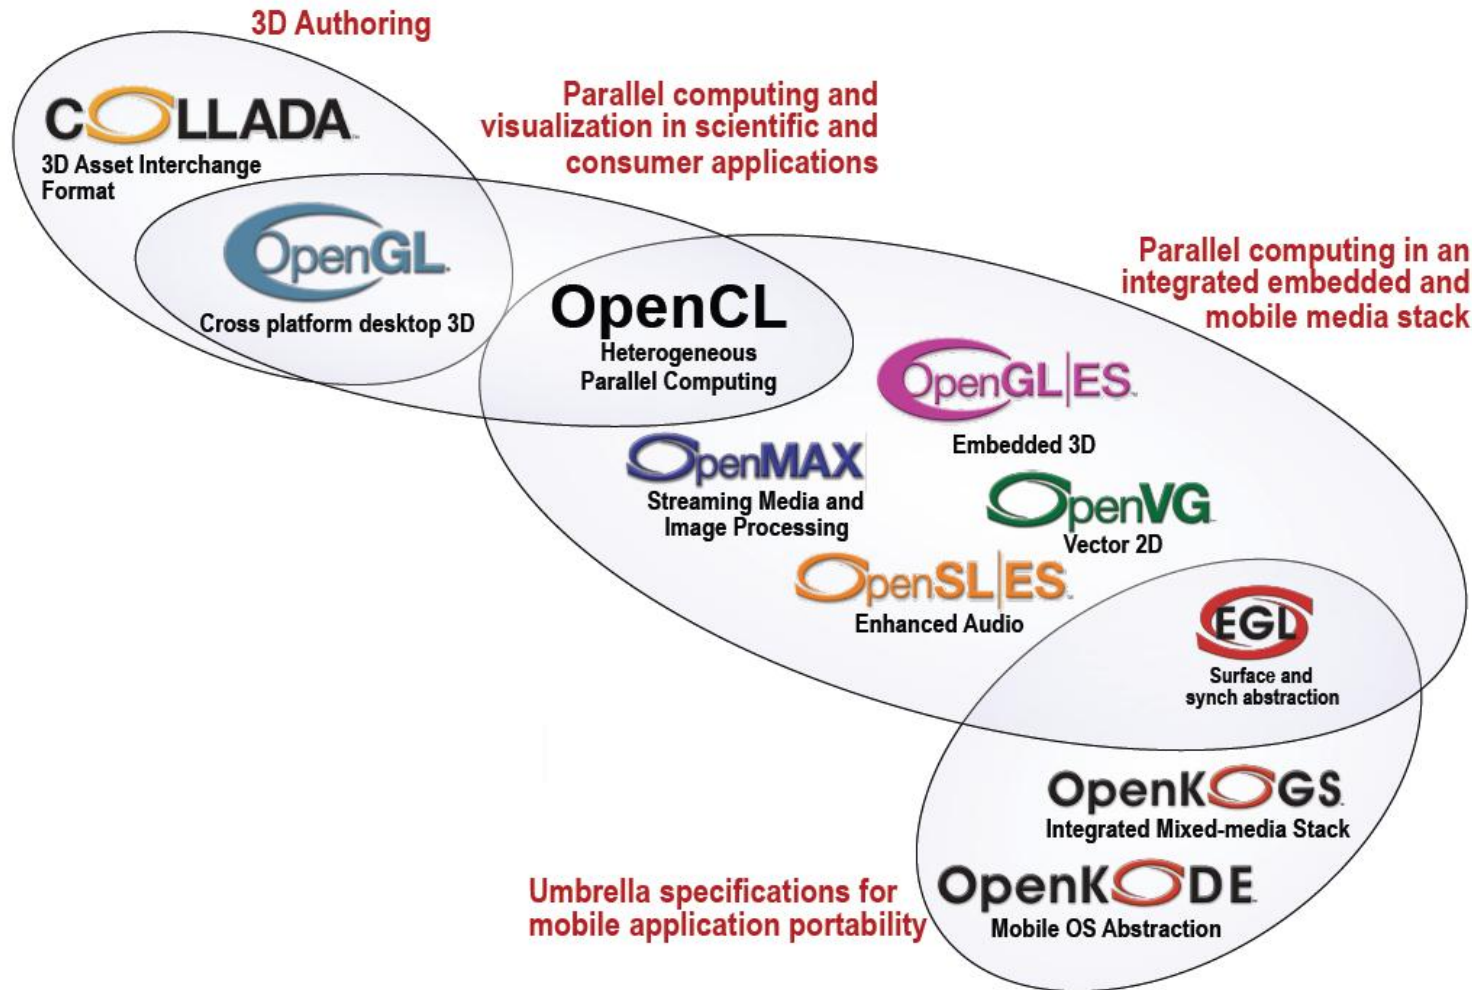 3D Authoring
COLLADA™
3D Asset Interchange
Format
Parallel computing and
visualization in scientific and
consumer applications
OpenGL
Cross platform desktop 3D
OpenCL
Heterogeneous
Parallel Computing
Parallel computing in an
integrated embedded and
mobile media stack
OpenGL|ES™
Embedded 3D
OpenMAX
Streaming Media and
Image Processing
OpenVG
Vector 2D
OpenSL|ES™
Enhanced Audio
EGL
Surface and
synch abstraction
OpenKOGS
Integrated Mixed-media Stack
OpenKODE
Mobile OS Abstraction
Umbrella specifications for
mobile application portability